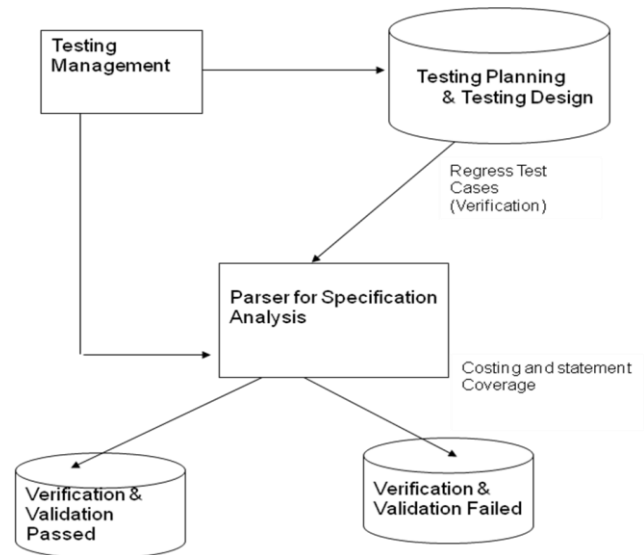 Testing
Management
Testing Planning
& Testing Design
Regress Test
Cases
(Verification)
Parser for Specification
Analysis
Costing and statement
Coverage
Verification &
Validation
Passed
Verification &
Validation Failed